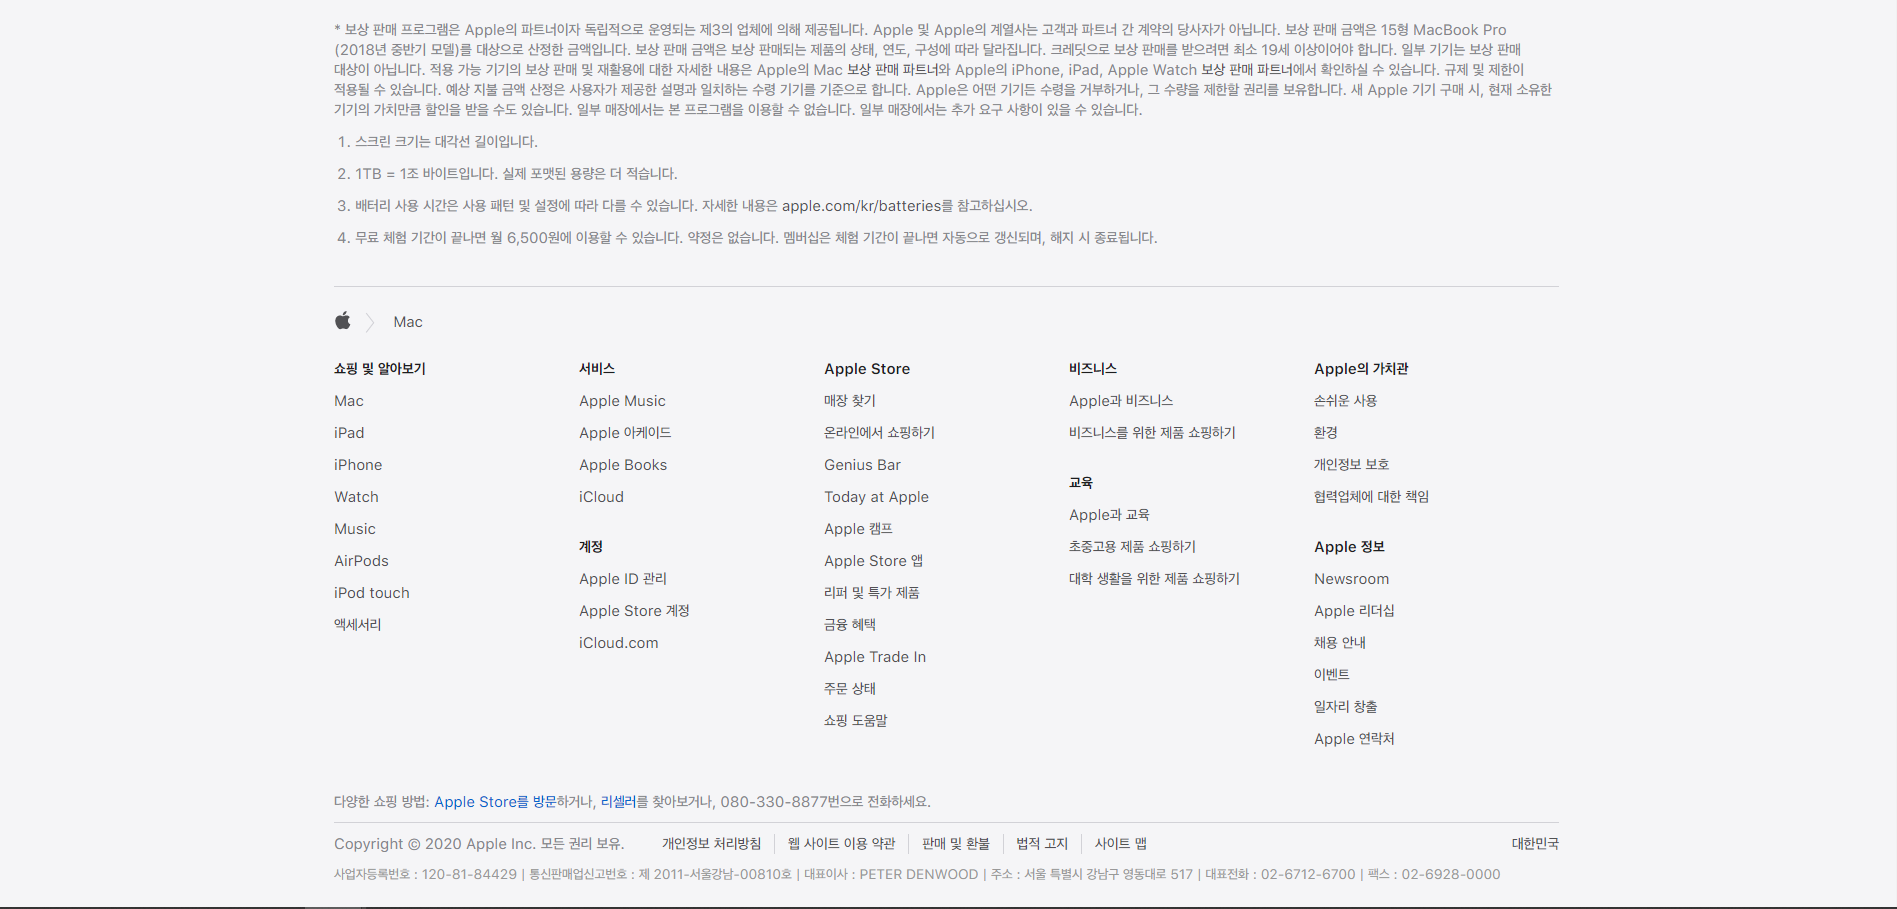 * 보상 판매 프로그램은 Apple의 파트너이자 독립적으로 운영되는 제3의 업체에 의해 제공됩니다. Apple 및 Apple의 계열사는 고객과 파트너 간 계약의 당사자가 아닙니다. 보상 판매 금액은 15형 MacBook Pro
(2018년 중반기 모델)를 대상으로 산정한 금액입니다. 보상 판매 금액은 보상 판매되는 제품의 상태, 연도, 구성에 따라 달라집니다. 크레딧으로 보상 판매를 받으려면 최소 19세 이상이어야 합니다. 일부 기기는 보상 판매
대상이 아닙니다. 적용 가능 기기의 보상 판매 및 재활용에 대한 자세한 내용은 Apple의 Mac 보상 판매 파트너와 Apple의 iPhone, iPad, Apple Watch 보상 판매 파트너에서 확인하실 수 있습니다. 규제 및 제한이
적용될 수 있습니다. 예상 지불 금액 산정은 사용자가 제공한 설명과 일치하는 수령 기기를 기준으로 합니다. Apple은 어떤 기기든 수령을 거부하거나, 그 수량을 제한할 권리를 보유합니다. 새 Apple 기기 구매 시, 현재 소유한
기기의 가치만큼 할인을 받을 수도 있습니다. 일부 매장에서는 본 프로그램을 이용할 수 없습니다. 일부 매장에서는 추가 요구 사항이 있을 수 있습니다.
1. 스크린 크기는 대각선 길이입니다.
2. 1TB = 1조 바이트입니다. 실제 포맷된 용량은 더 적습니다.
3. 배터리 사용 시간은 사용 패턴 및 설정에 따라 다를 수 있습니다. 자세한 내용은 apple.com/kr/batteries를 참고하십시오.
4. 무료 체험 기간이 끝나면 월 6,500원에 이용할 수 있습니다. 약정은 없습니다. 멤버십은 체험 기간이 끝나면 자동으로 갱신되며, 해지 시 종료됩니다.
Mac
쇼핑 및 알아보기
Mac
iPad
iPhone
Watch
Music
AirPods
iPod touch
액세서리
서비스
Apple Music
Apple 아케이드
Apple Books
iCloud
계정
Apple ID 관리
Apple Store 계정
iCloud.com
Apple Store
매장 찾기
온라인에서 쇼핑하기
Genius Bar
Today at Apple
Apple 캠프
Apple Store 앱
리퍼 및 특가 제품
금융 혜택
Apple Trade In
주문 상태
쇼핑 도움말
비즈니스
Apple과 비즈니스
비즈니스를 위한 제품 쇼핑하기
교육
Apple과 교육
초중고용 제품 쇼핑하기
대학 생활을 위한 제품 쇼핑하기
Apple의 가치관
손쉬운 사용
환경
개인정보 보호
협력업체에 대한 책임
Apple 정보
Newsroom
Apple 리더십
채용 안내
이벤트
일자리 창출
Apple 연락처
다양한 쇼핑 방법: Apple Store를 방문하거나, 리셀러를 찾아보거나, 080-330-8877번으로 전화하세요.
Copyright © 2020 Apple Inc. 모든 권리 보유. 개인정보 처리방침 | 웹 사이트 이용 약관 | 판매 및 환불 | 법적 고지 | 사이트 맵 대한민국
사업자등록번호 : 120-81-84429 | 통신판매업신고번호 : 제 2011-서울강남-00810호 | 대표이사 : PETER DENWOOD | 주소 : 서울 특별시 강남구 영동대로 517 | 대표전화 : 02-6712-6700 | 팩스 : 02-6928-0000